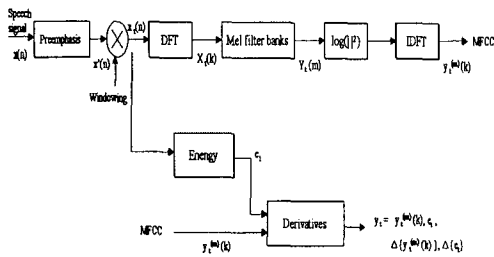 Speech
signal
x(n)
Preemphasis
x'(n)
Windowing
x_t(n)
DFT
X_t(k)
Mel filter banks
Y_t(m)
log(| |²)
IDFT
MFCC
y_t^(m)(k)
Energy
e_t
MFCC
y_t^(m)(k)
Derivatives
y_t = y_t^(m)(k), e_t,
Δ{y_t^(m)(k)}, Δ{e_t}